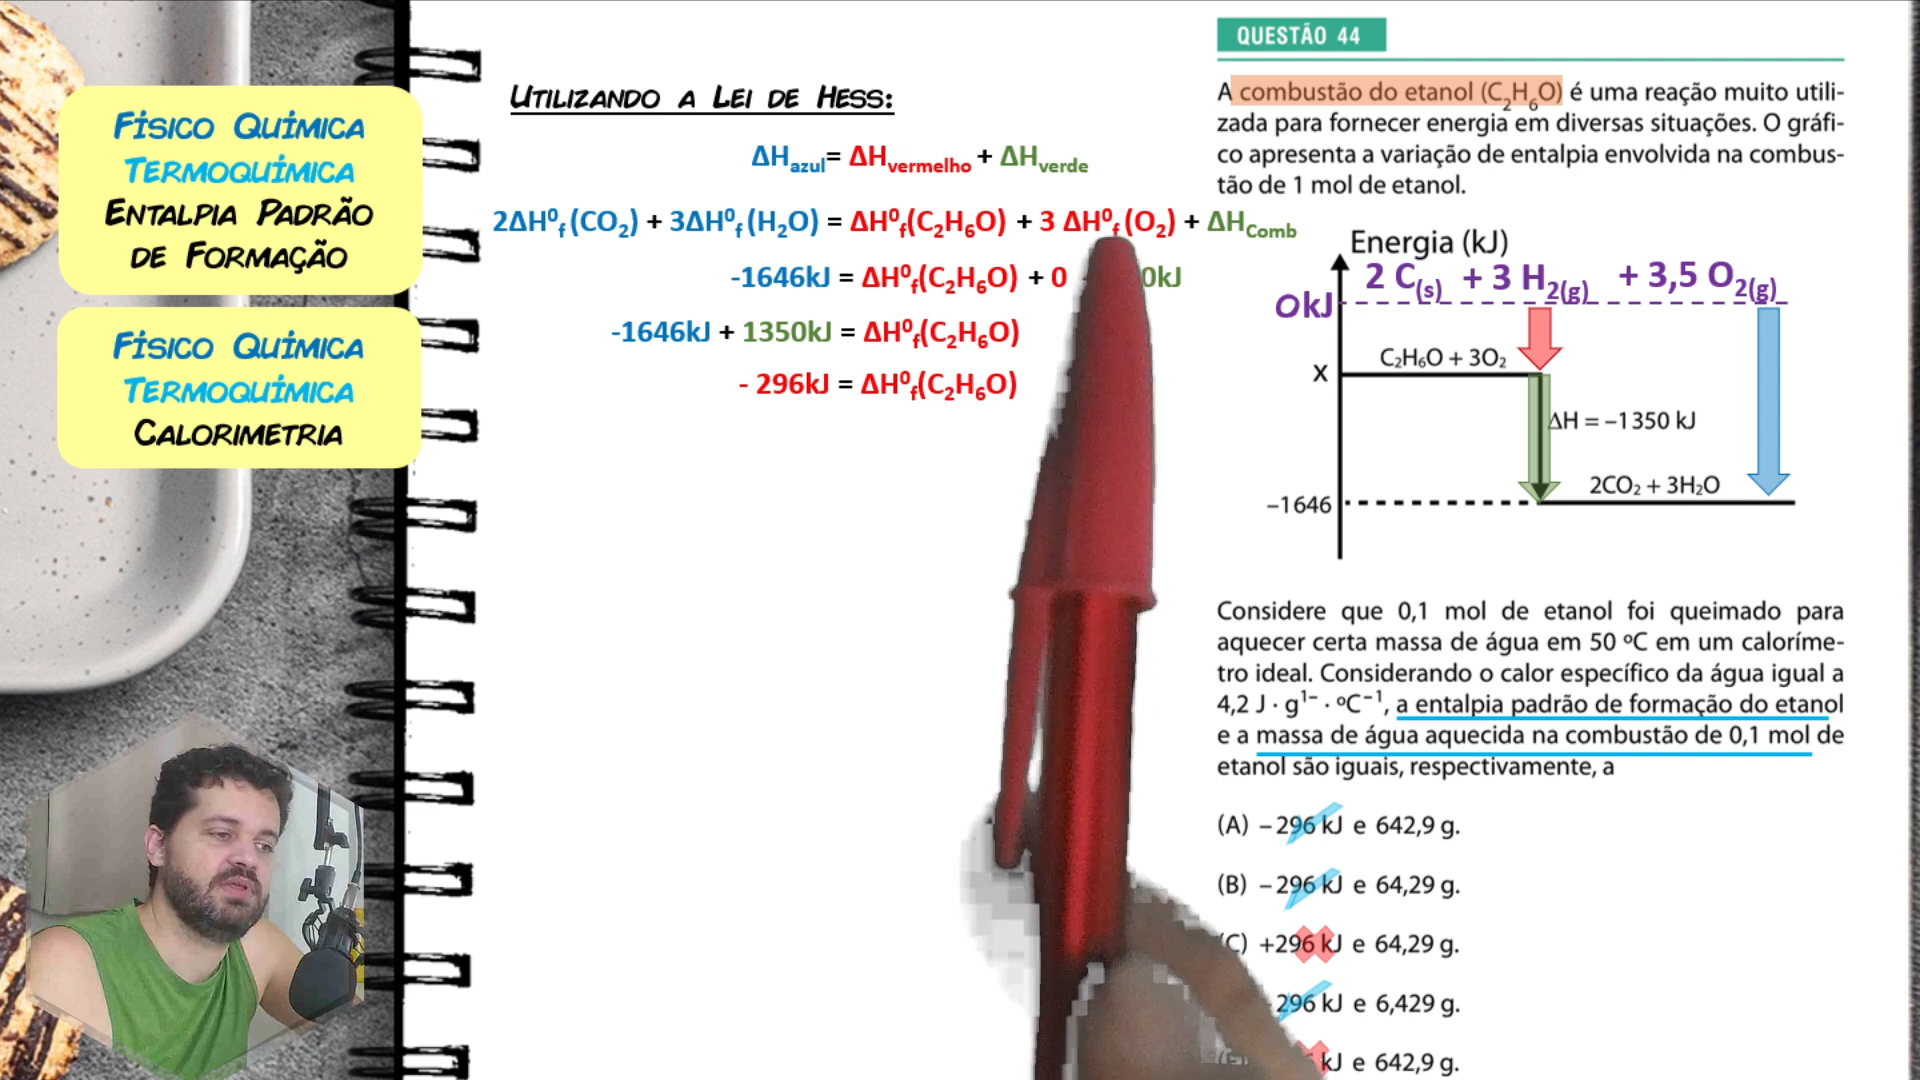 FÍSICO QUÍMICA
TERMOQUÍMICA
ENTALPIA PADRÃO
DE FORMAÇÃO
FÍSICO QUÍMICA
TERMOQUÍMICA
CALORIMETRIA
UTILIZANDO A LEI DE HESS:
ΔHazul= ΔHvermelho + ΔHverde
2ΔH⁰f (CO₂) + 3ΔH⁰f (H₂O) = ΔH⁰f(C₂H₆O) + 3 ΔH⁰f (O₂) + ΔHComb
-1646kJ = ΔH⁰f(C₂H₆O) + 0 0kJ
-1646kJ + 1350kJ = ΔH⁰f(C₂H₆O)
- 296kJ = ΔH⁰f(C₂H₆O)
QUESTÃO 44
A combustão do etanol (C₂H₆O) é uma reação muito utili-
zada para fornecer energia em diversas situações. O gráfi-
co apresenta a variação de entalpia envolvida na combus-
tão de 1 mol de etanol.
Energia (kJ)
2 C(s) + 3 H2(g) + 3,5 O2(g)
0kJ
C₂H₆O + 3O₂
X
ΔH = –1350 kJ
2CO₂ + 3H₂O
–1646
Considere que 0,1 mol de etanol foi queimado para
aquecer certa massa de água em 50 ºC em um caloríme-
tro ideal. Considerando o calor específico da água igual a
4,2 J · g¹⁻ · ºC⁻¹, a entalpia padrão de formação do etanol
e a massa de água aquecida na combustão de 0,1 mol de
etanol são iguais, respectivamente, a
(A) – 296 kJ e 642,9 g.
(B) – 296 kJ e 64,29 g.
(C) +296 kJ e 64,29 g.
296 kJ e 6,429 g.
kJ e 642,9 g.